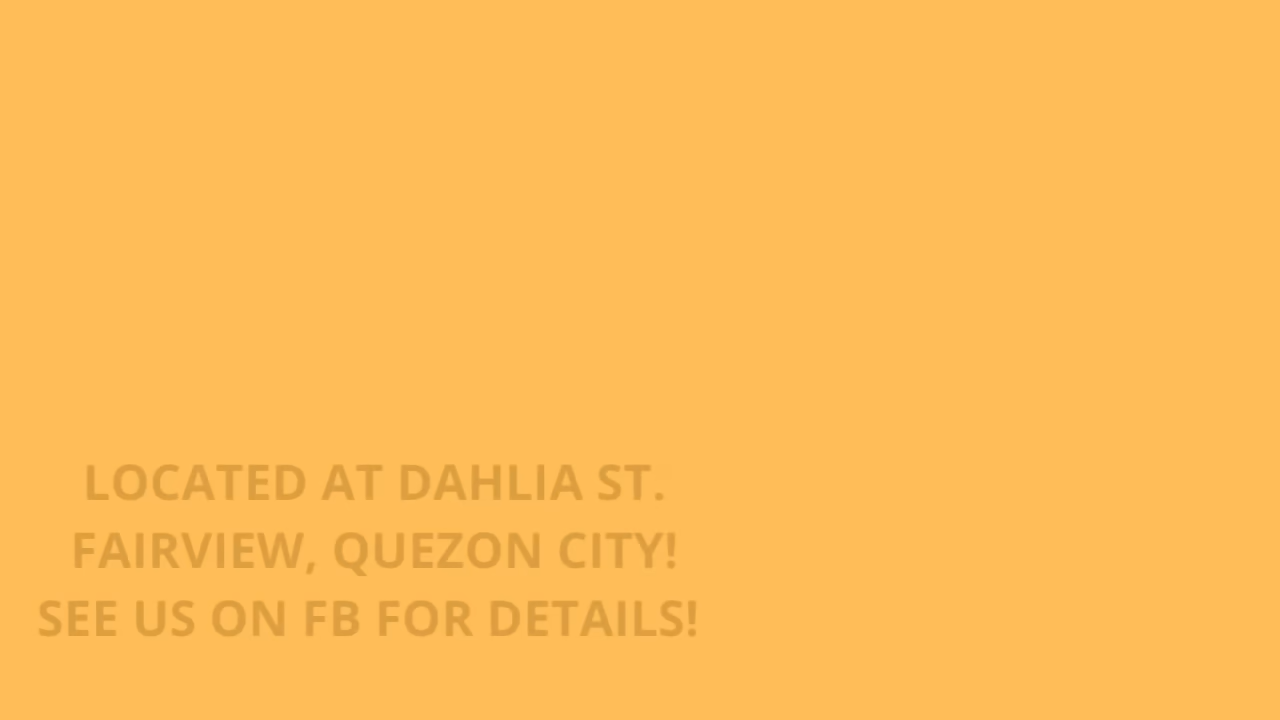 LOCATED AT DAHLIA ST.
FAIRVIEW, QUEZON CITY!
SEE US ON FB FOR DETAILS!